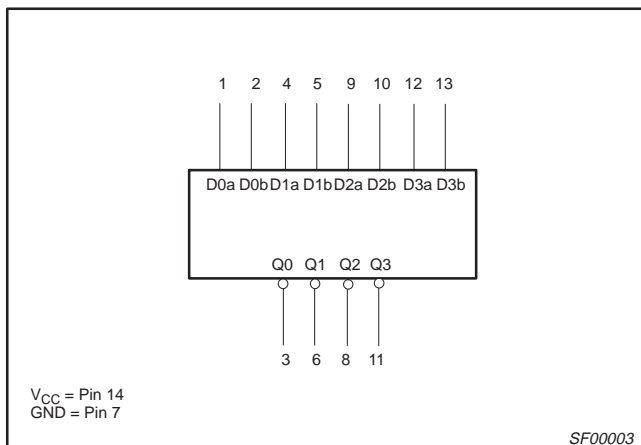 1 2 4 5 9 10 12 13
D0a D0b D1a D1b D2a D2b D3a D3b
Q0 Q1 Q2 Q3
3 6 8 11
VCC = Pin 14
GND = Pin 7
SF00003